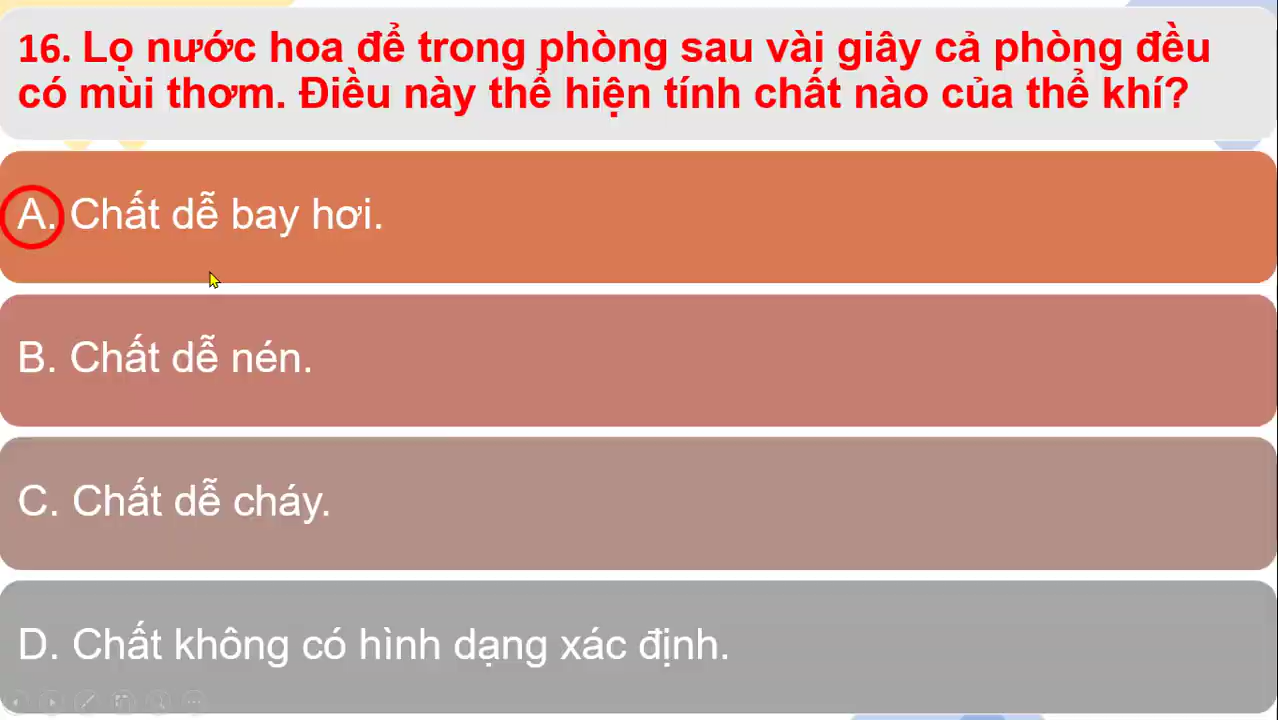 16. Lọ nước hoa để trong phòng sau vài giây cả phòng đều
có mùi thơm. Điều này thể hiện tính chất nào của thể khí?
A. Chất dễ bay hơi.
B. Chất dễ nén.
C. Chất dễ cháy.
D. Chất không có hình dạng xác định.